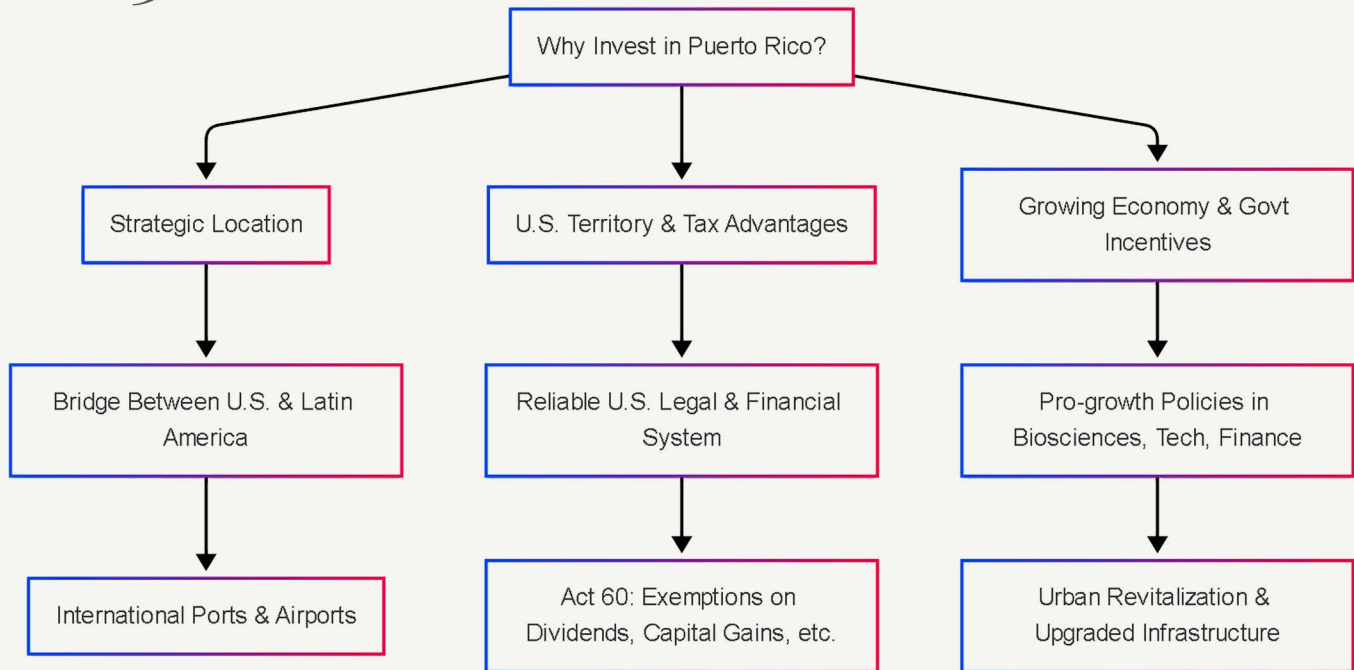 Why Invest in Puerto Rico?
Strategic Location
U.S. Territory & Tax Advantages
Growing Economy & Govt
Incentives
Bridge Between U.S. & Latin
America
Reliable U.S. Legal & Financial
System
Pro-growth Policies in
Biosciences, Tech, Finance
International Ports & Airports
Act 60: Exemptions on
Dividends, Capital Gains, etc.
Urban Revitalization &
Upgraded Infrastructure